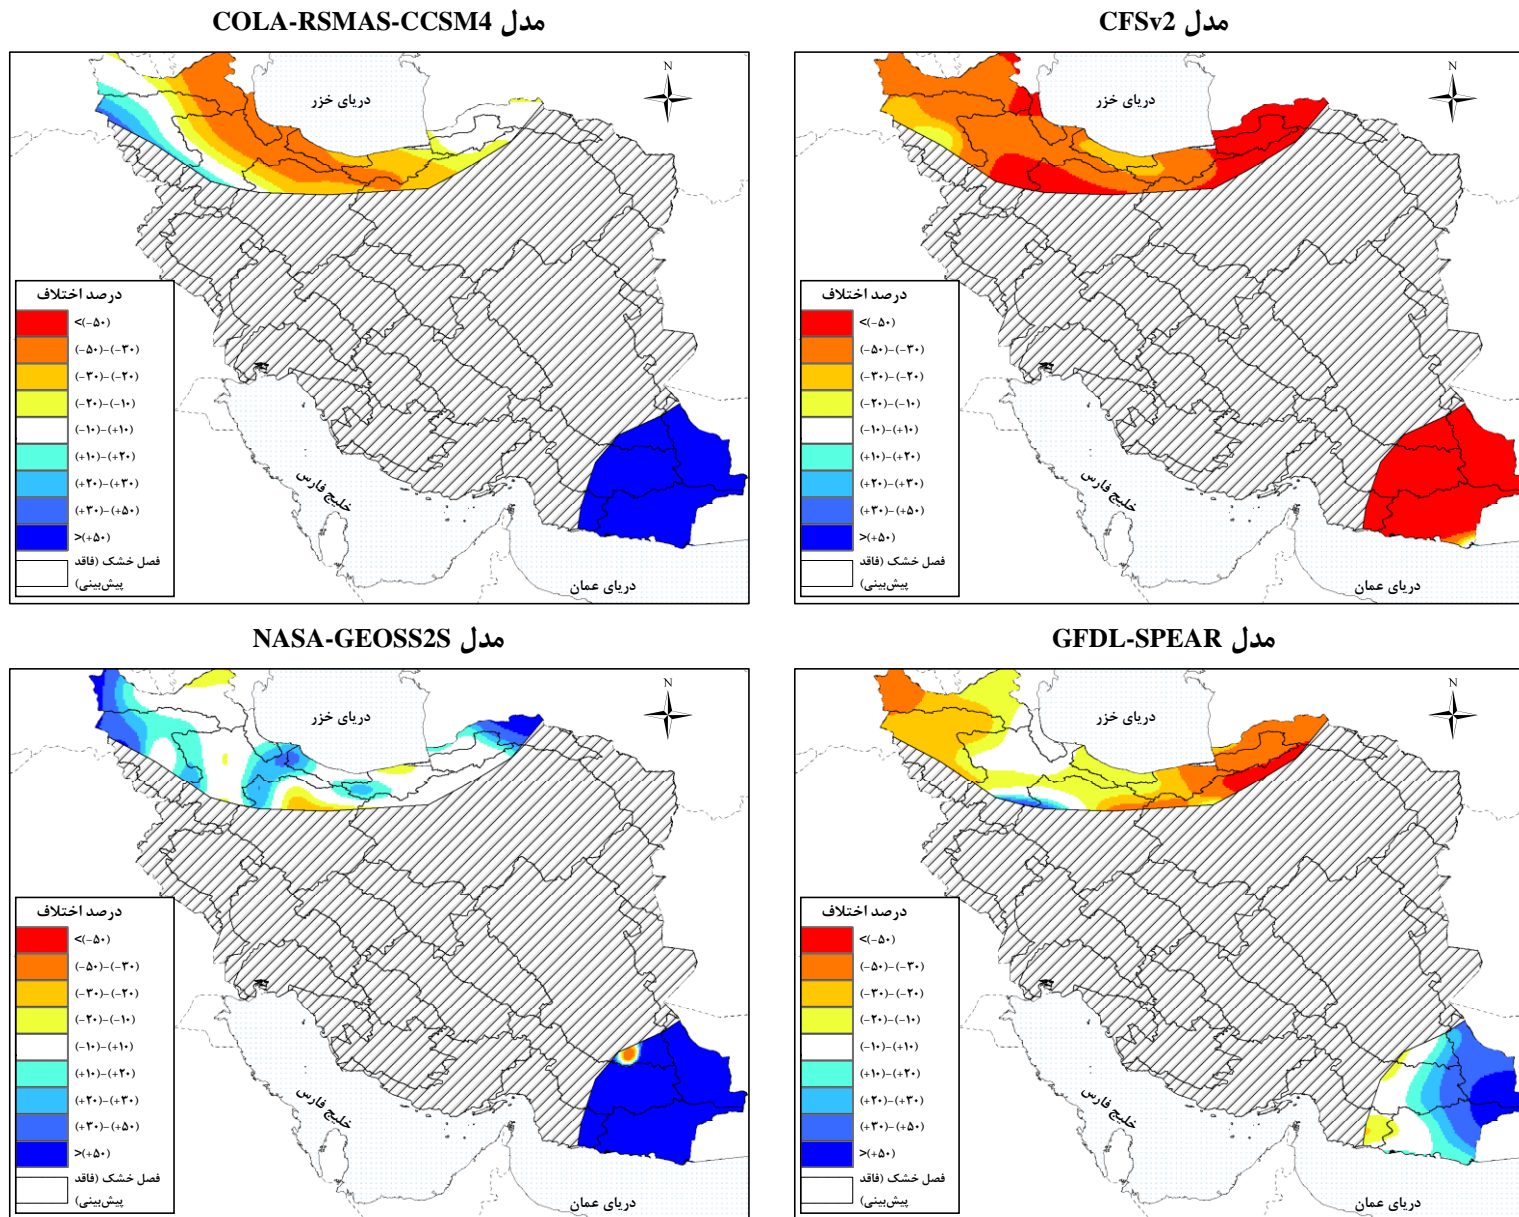 مدل COLA-RSMAS-CCSM4
N
دریای خزر
خلیج فارس
دریای عمان
درصد اختلاف
<(-۵۰)
(-۵۰)-(-۳۰)
(-۳۰)-(-۲۰)
(-۲۰)-(-۱۰)
(-۱۰)-(+۱۰)
(+۱۰)-(+۲۰)
(+۲۰)-(+۳۰)
(+۳۰)-(+۵۰)
>(+۵۰)
فصل خشک (فاقد
پیش‌بینی)
مدل CFSv2
N
دریای خزر
خلیج فارس
دریای عمان
درصد اختلاف
<(-۵۰)
(-۵۰)-(-۳۰)
(-۳۰)-(-۲۰)
(-۲۰)-(-۱۰)
(-۱۰)-(+۱۰)
(+۱۰)-(+۲۰)
(+۲۰)-(+۳۰)
(+۳۰)-(+۵۰)
>(+۵۰)
فصل خشک (فاقد
پیش‌بینی)
مدل NASA-GEOSS2S
N
دریای خزر
خلیج فارس
دریای عمان
درصد اختلاف
<(-۵۰)
(-۵۰)-(-۳۰)
(-۳۰)-(-۲۰)
(-۲۰)-(-۱۰)
(-۱۰)-(+۱۰)
(+۱۰)-(+۲۰)
(+۲۰)-(+۳۰)
(+۳۰)-(+۵۰)
>(+۵۰)
فصل خشک (فاقد
پیش‌بینی)
مدل GFDL-SPEAR
N
دریای خزر
خلیج فارس
دریای عمان
درصد اختلاف
<(-۵۰)
(-۵۰)-(-۳۰)
(-۳۰)-(-۲۰)
(-۲۰)-(-۱۰)
(-۱۰)-(+۱۰)
(+۱۰)-(+۲۰)
(+۲۰)-(+۳۰)
(+۳۰)-(+۵۰)
>(+۵۰)
فصل خشک (فاقد
پیش‌بینی)